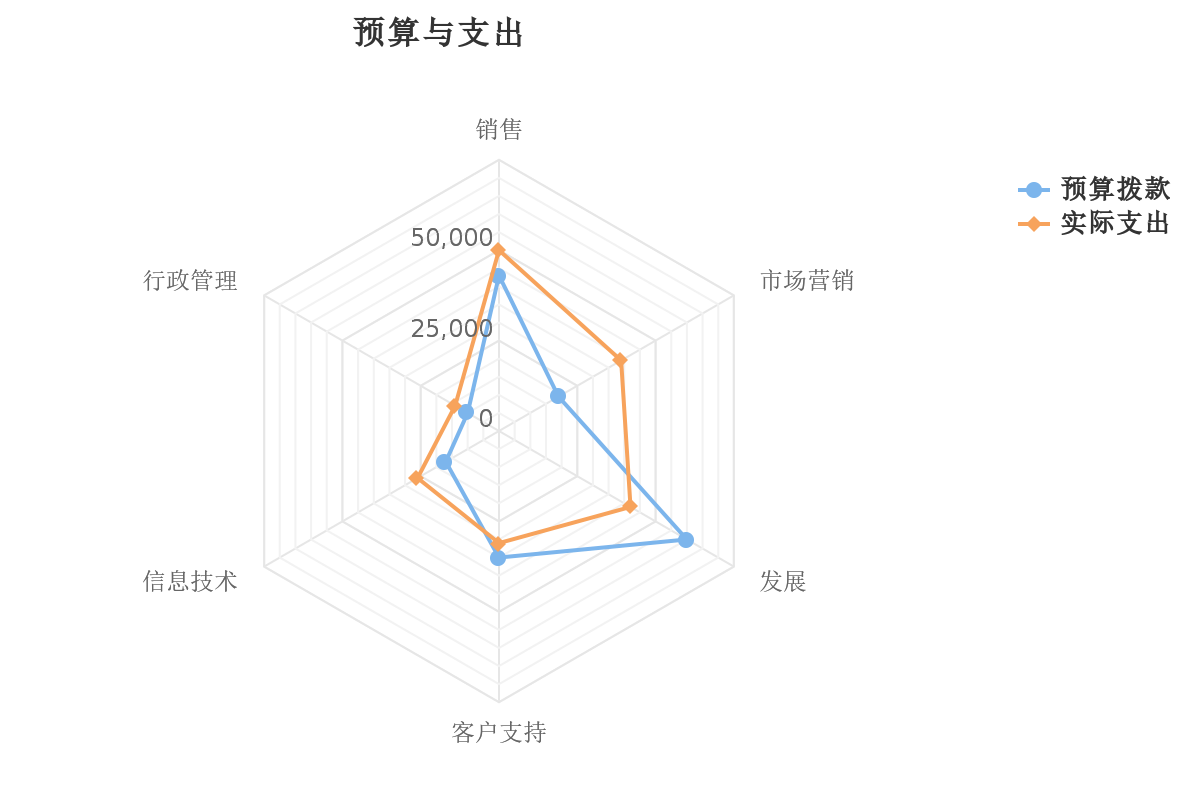 预算与支出
销售
预算拨款
实际支出
50,000
行政管理
市场营销
25,000
0
信息技术
发展
客户支持